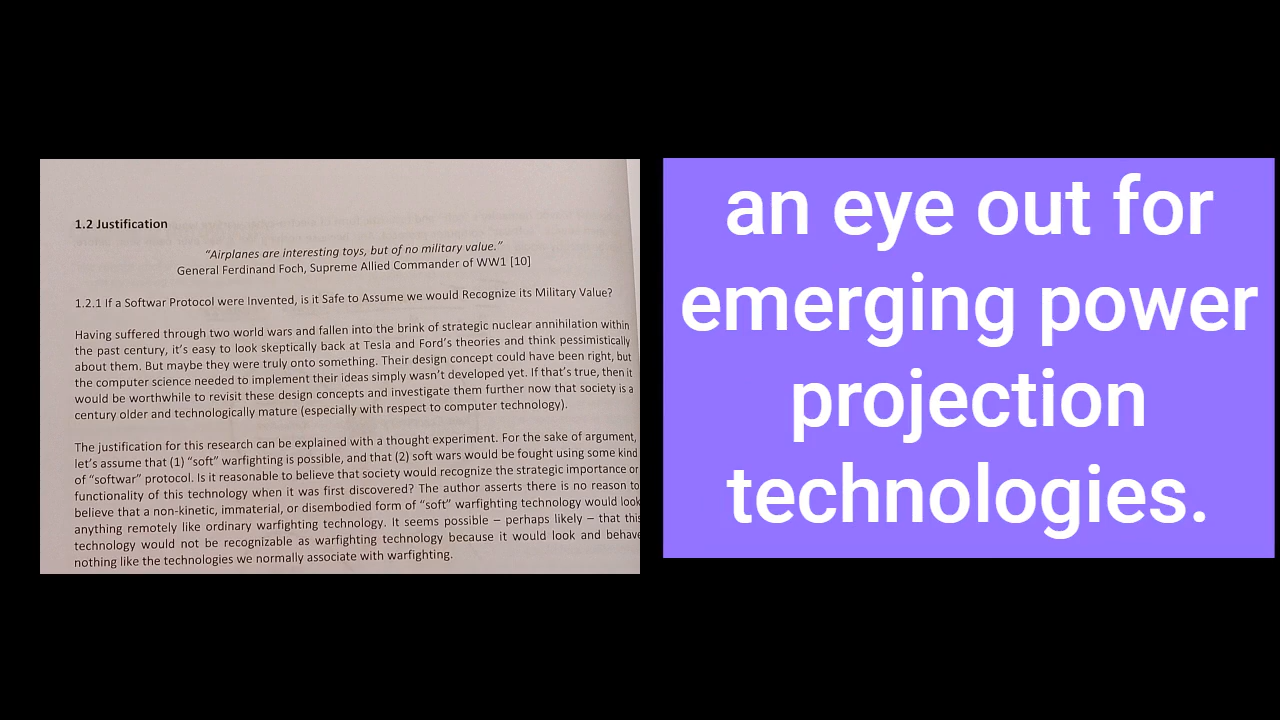 1.2 Justification
"Airplanes are interesting toys, but of no military value."
General Ferdinand Foch, Supreme Allied Commander of WW1 [10]
1.2.1 If a Softwar Protocol were Invented, is it Safe to Assume we would Recognize its Military Value?
Having suffered through two world wars and fallen into the brink of strategic nuclear annihilation within
the past century, it's easy to look skeptically back at Tesla and Ford's theories and think pessimistically
about them. But maybe they were truly onto something. Their design concept could have been right, but
the computer science needed to implement their ideas simply wasn't developed yet. If that's true, then it
would be worthwhile to revisit these design concepts and investigate them further now that society is a
century older and technologically mature (especially with respect to computer technology).
The justification for this research can be explained with a thought experiment. For the sake of argument,
let's assume that (1) "soft" warfighting is possible, and that (2) soft wars would be fought using some kind
of "softwar" protocol. Is it reasonable to believe that society would recognize the strategic importance or
functionality of this technology when it was first discovered? The author asserts there is no reason to
believe that a non-kinetic, immaterial, or disembodied form of "soft" warfighting technology would look
anything remotely like ordinary warfighting technology. It seems possible – perhaps likely – that this
technology would not be recognizable as warfighting technology because it would look and behave
nothing like the technologies we normally associate with warfighting.
an eye out for
emerging power
projection
technologies.